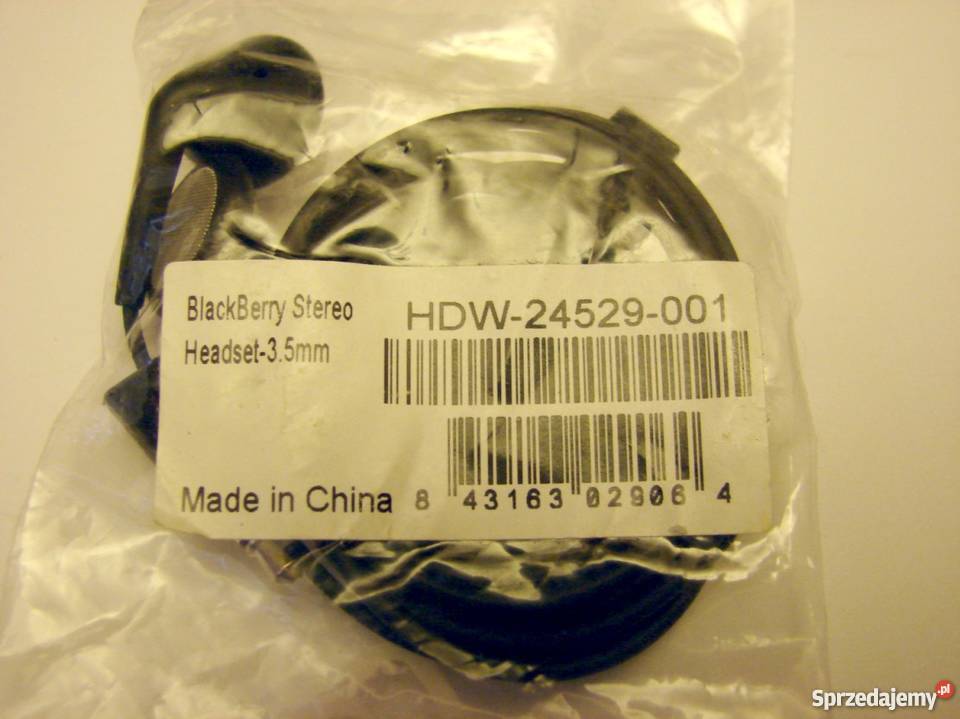 BlackBerry Stereo
Headset-3.5mm
HDW-24529-001
Made in China
8 43163 02906 4
Sprzedajemy.pl